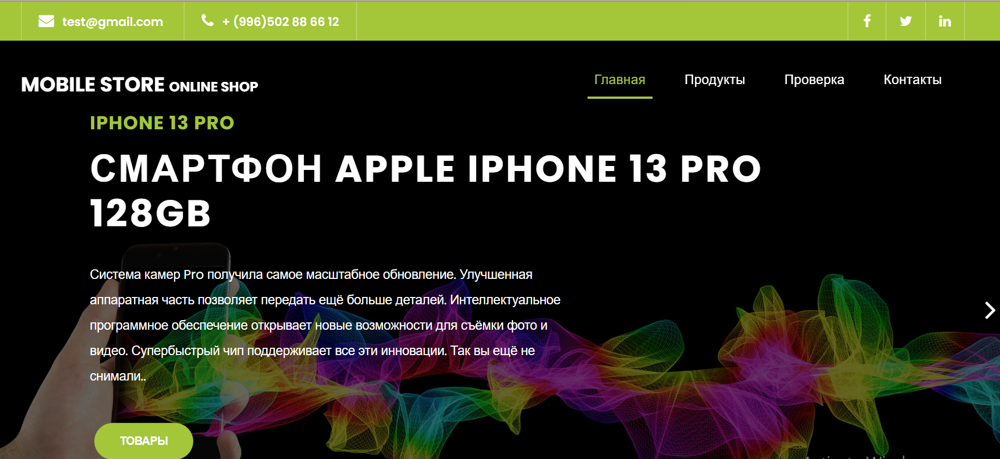 test@gmail.com
+ (996)502 88 66 12
MOBILE STORE ONLINE SHOP
Главная
Продукты
Проверка
Контакты
IPHONE 13 PRO
СМАРТФОН APPLE IPHONE 13 PRO
128GB
Система камер Pro получила самое масштабное обновление. Улучшенная
аппаратная часть позволяет передать ещё больше деталей. Интеллектуальное
программное обеспечение открывает новые возможности для съёмки фото и
видео. Супербыстрый чип поддерживает все эти инновации. Так вы ещё не
снимали..
ТОВАРЫ